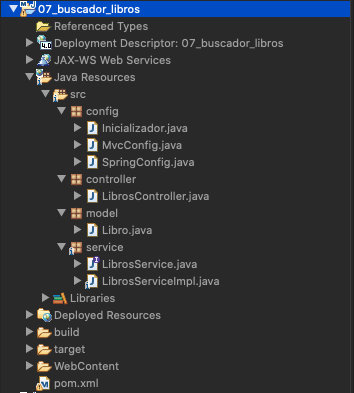 07_buscador_libros
Referenced Types
Deployment Descriptor: 07_buscador_libros
JAX-WS Web Services
Java Resources
src
config
Inicializador.java
MvcConfig.java
SpringConfig.java
controller
LibrosController.java
model
Libro.java
service
LibrosService.java
LibrosServiceImpl.java
Libraries
Deployed Resources
build
target
WebContent
pom.xml